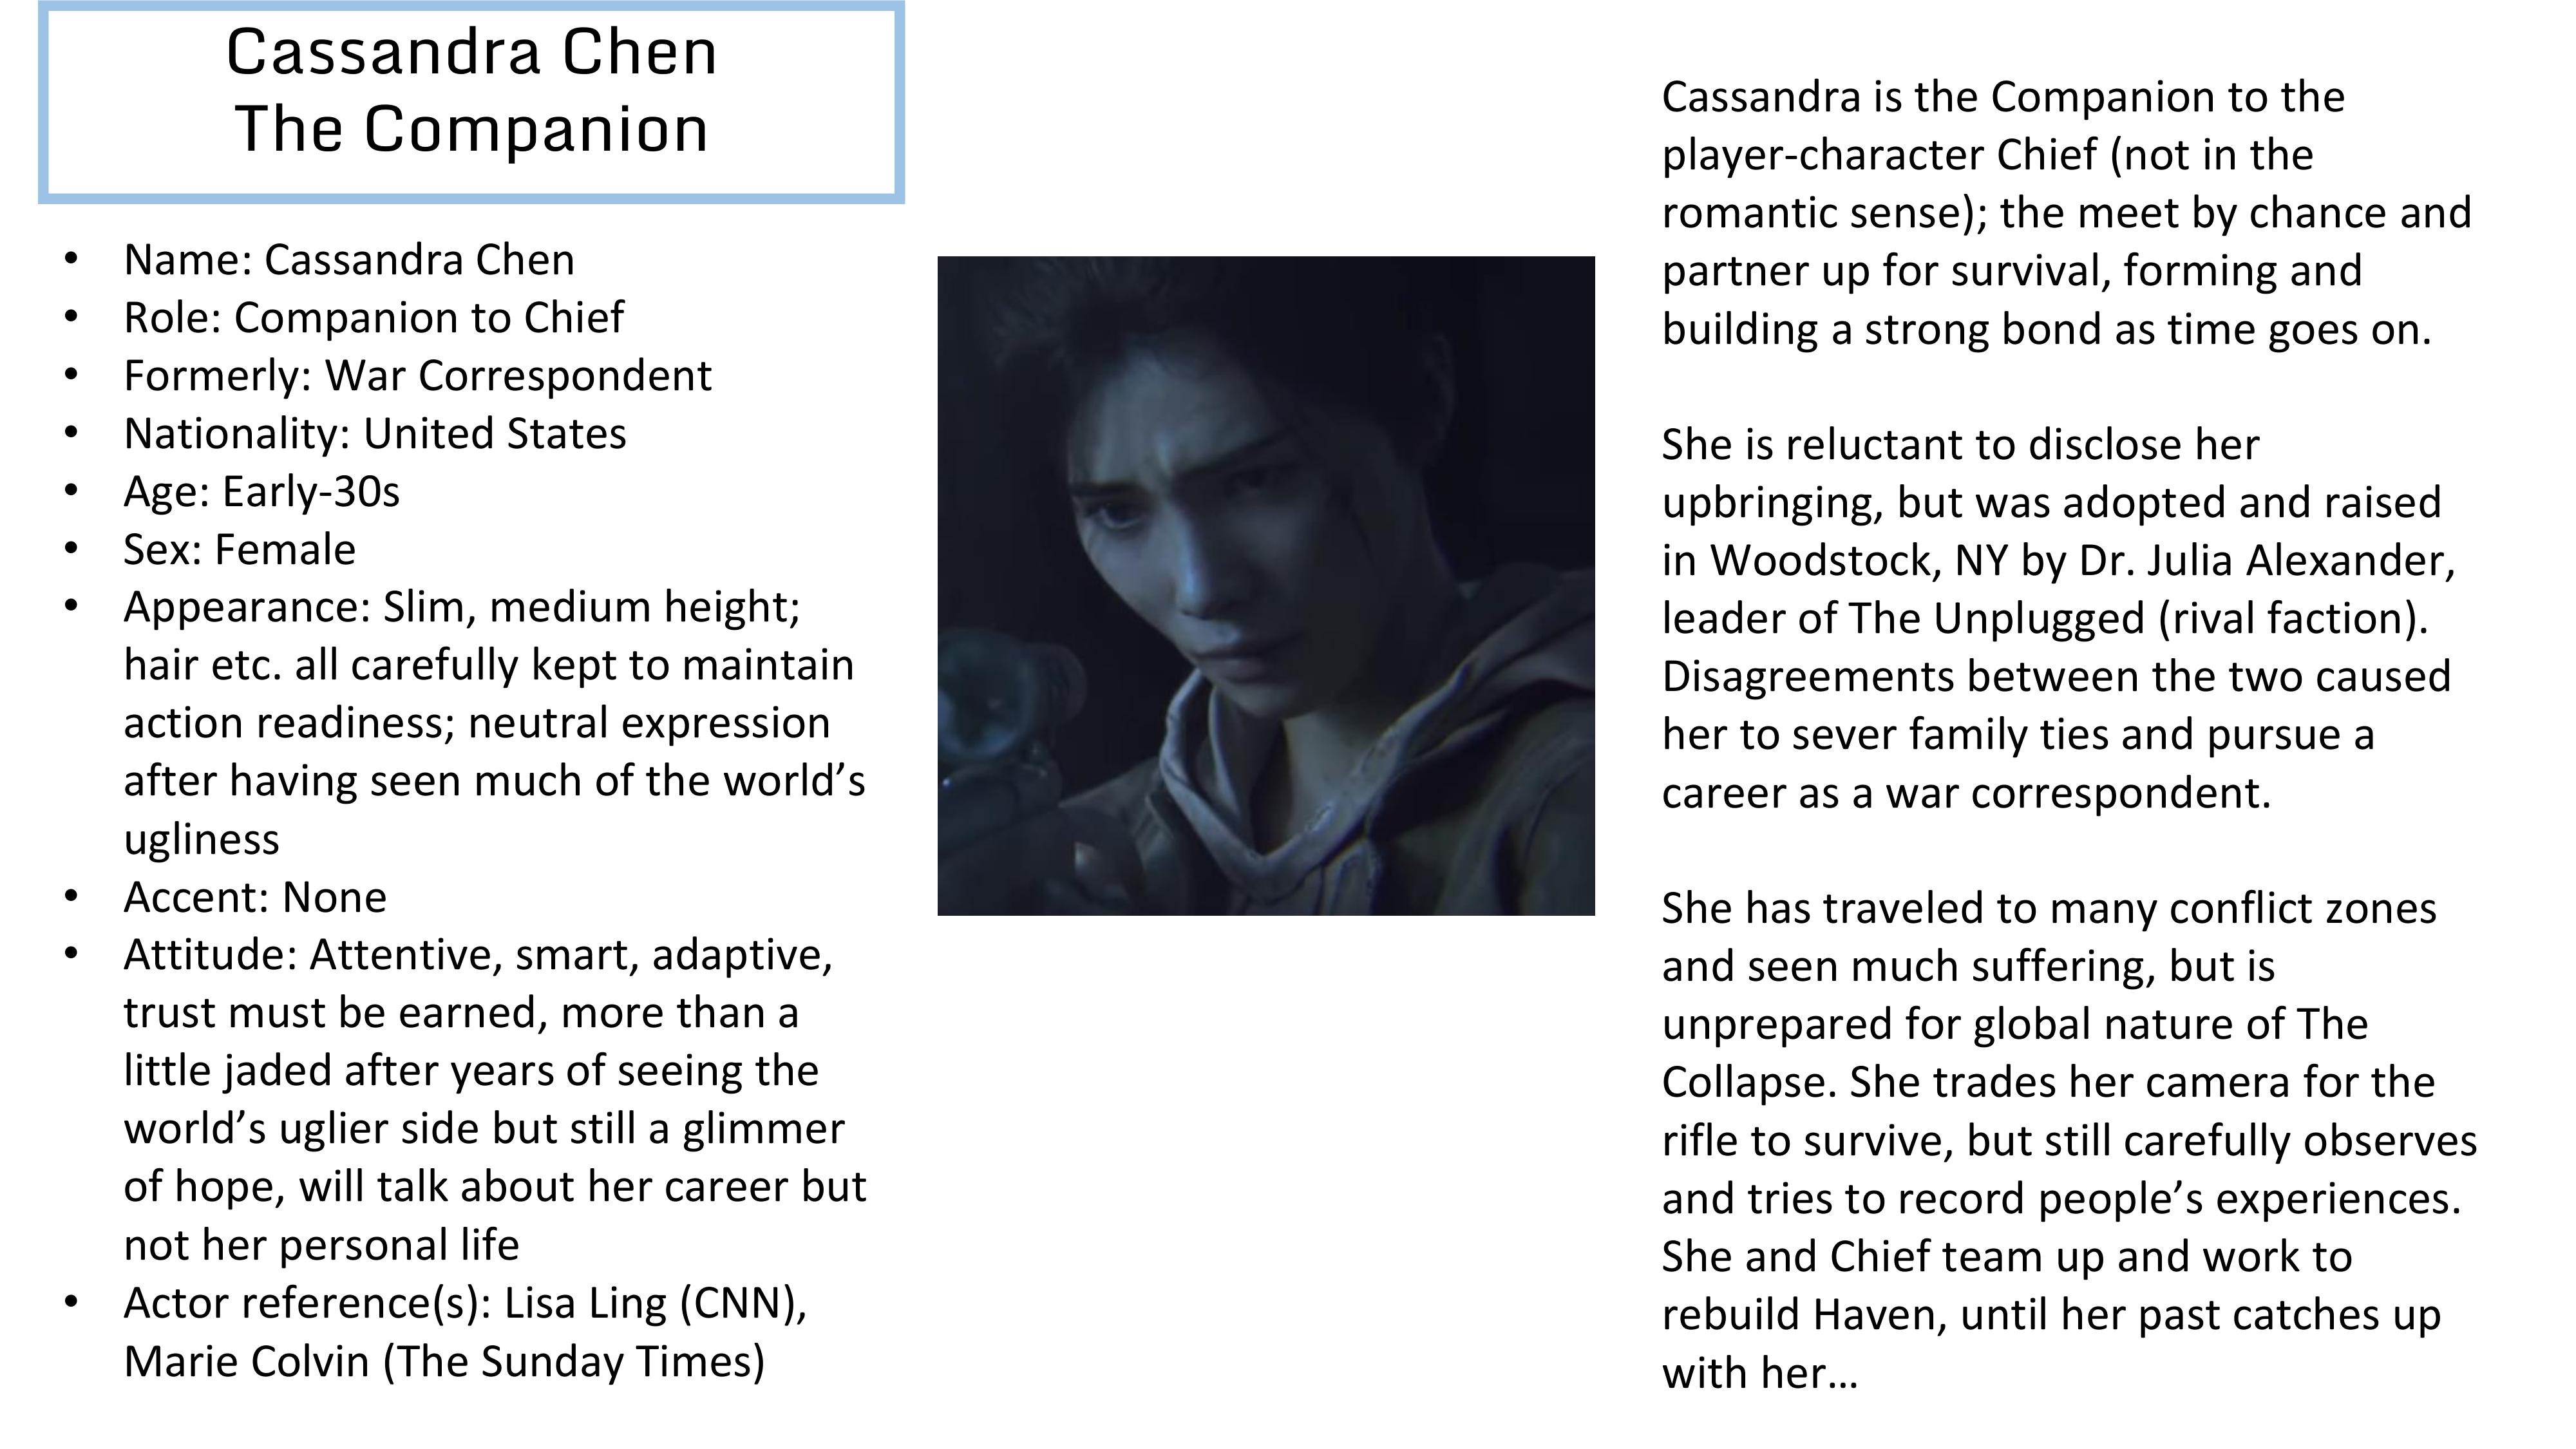 Cassandra Chen
The Companion
• Name: Cassandra Chen
• Role: Companion to Chief
• Formerly: War Correspondent
• Nationality: United States
• Age: Early-30s
• Sex: Female
• Appearance: Slim, medium height;
hair etc. all carefully kept to maintain
action readiness; neutral expression
after having seen much of the world’s
ugliness
• Accent: None
• Attitude: Attentive, smart, adaptive,
trust must be earned, more than a
little jaded after years of seeing the
world’s uglier side but still a glimmer
of hope, will talk about her career but
not her personal life
• Actor reference(s): Lisa Ling (CNN),
Marie Colvin (The Sunday Times)
Cassandra is the Companion to the
player-character Chief (not in the
romantic sense); the meet by chance and
partner up for survival, forming and
building a strong bond as time goes on.
She is reluctant to disclose her
upbringing, but was adopted and raised
in Woodstock, NY by Dr. Julia Alexander,
leader of The Unplugged (rival faction).
Disagreements between the two caused
her to sever family ties and pursue a
career as a war correspondent.
She has traveled to many conflict zones
and seen much suffering, but is
unprepared for global nature of The
Collapse. She trades her camera for the
rifle to survive, but still carefully observes
and tries to record people’s experiences.
She and Chief team up and work to
rebuild Haven, until her past catches up
with her…